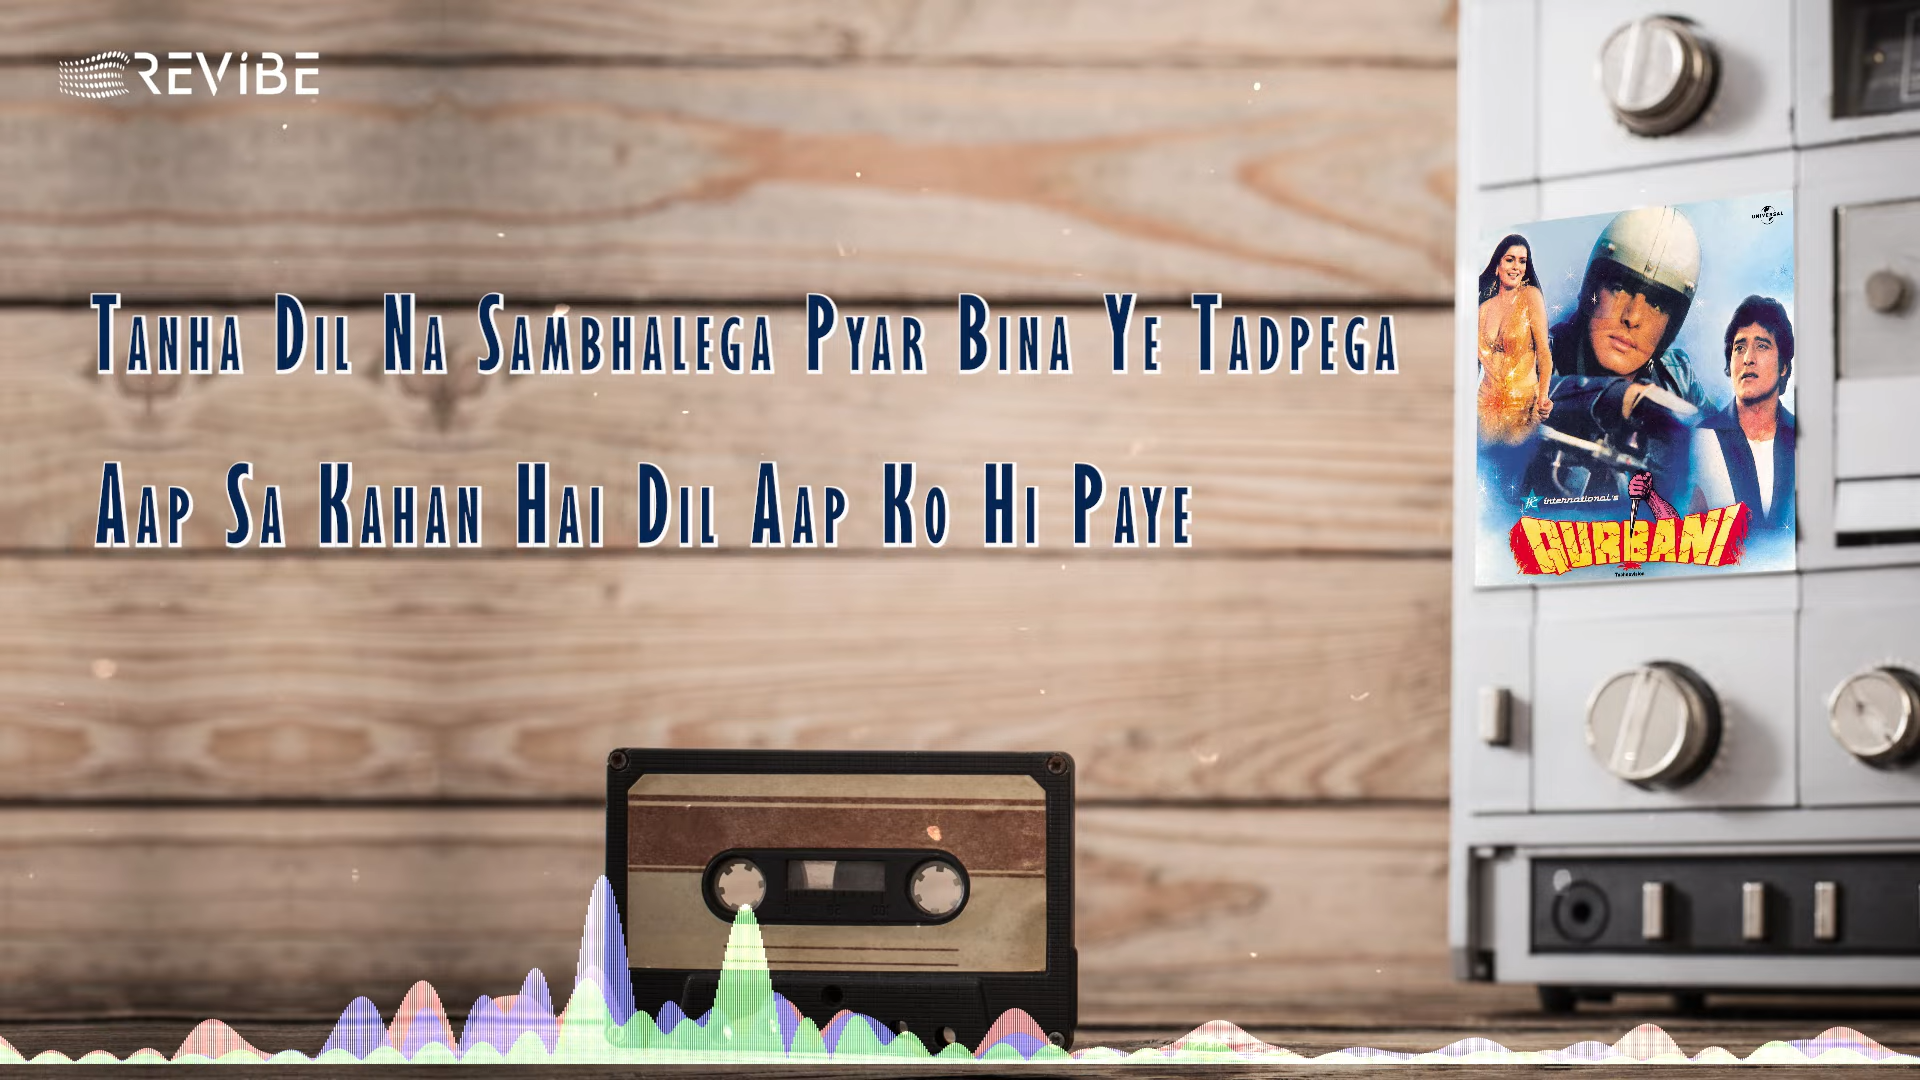 REViBE
Tanha Dil Na Sambhalega Pyar Bina Ye Tadpega
Aap Sa Kahan Hai Dil Aap Ko Hi Paye
UNIVERSAL
international's
QURBANI